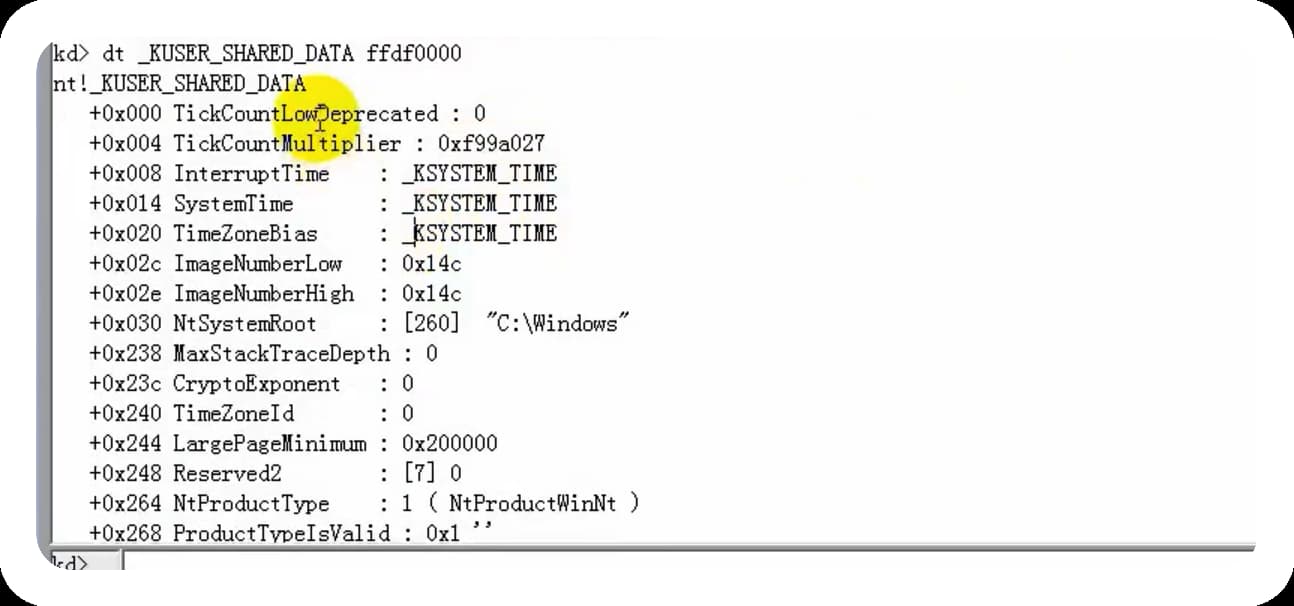 kd> dt _KUSER_SHARED_DATA ffdf0000
nt!_KUSER_SHARED_DATA
   +0x000 TickCountLowDeprecated : 0
   +0x004 TickCountMultiplier : 0xf99a027
   +0x008 InterruptTime    : _KSYSTEM_TIME
   +0x014 SystemTime       : _KSYSTEM_TIME
   +0x020 TimeZoneBias     : _KSYSTEM_TIME
   +0x02c ImageNumberLow   : 0x14c
   +0x02e ImageNumberHigh  : 0x14c
   +0x030 NtSystemRoot     : [260]  "C:\Windows"
   +0x238 MaxStackTraceDepth : 0
   +0x23c CryptoExponent   : 0
   +0x240 TimeZoneId       : 0
   +0x244 LargePageMinimum : 0x200000
   +0x248 Reserved2        : [7] 0
   +0x264 NtProductType    : 1 ( NtProductWinNt )
   +0x268 ProductTypeIsValid : 0x1 ''
kd>